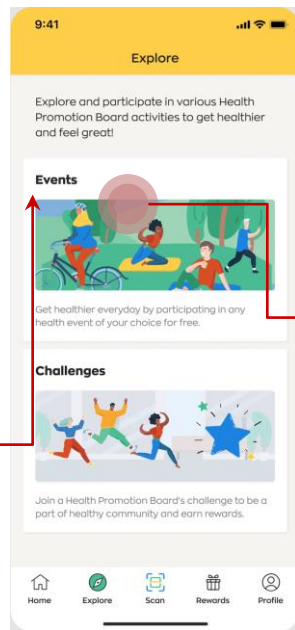 9:41
Explore
Explore and participate in various Health
Promotion Board activities to get healthier
and feel great!
Events
Get healthier everyday by participating in any
health event of your choice for free.
Challenges
Join a Health Promotion Board's challenge to be a
part of healthy community and earn rewards.
Home Explore Scan Rewards Profile